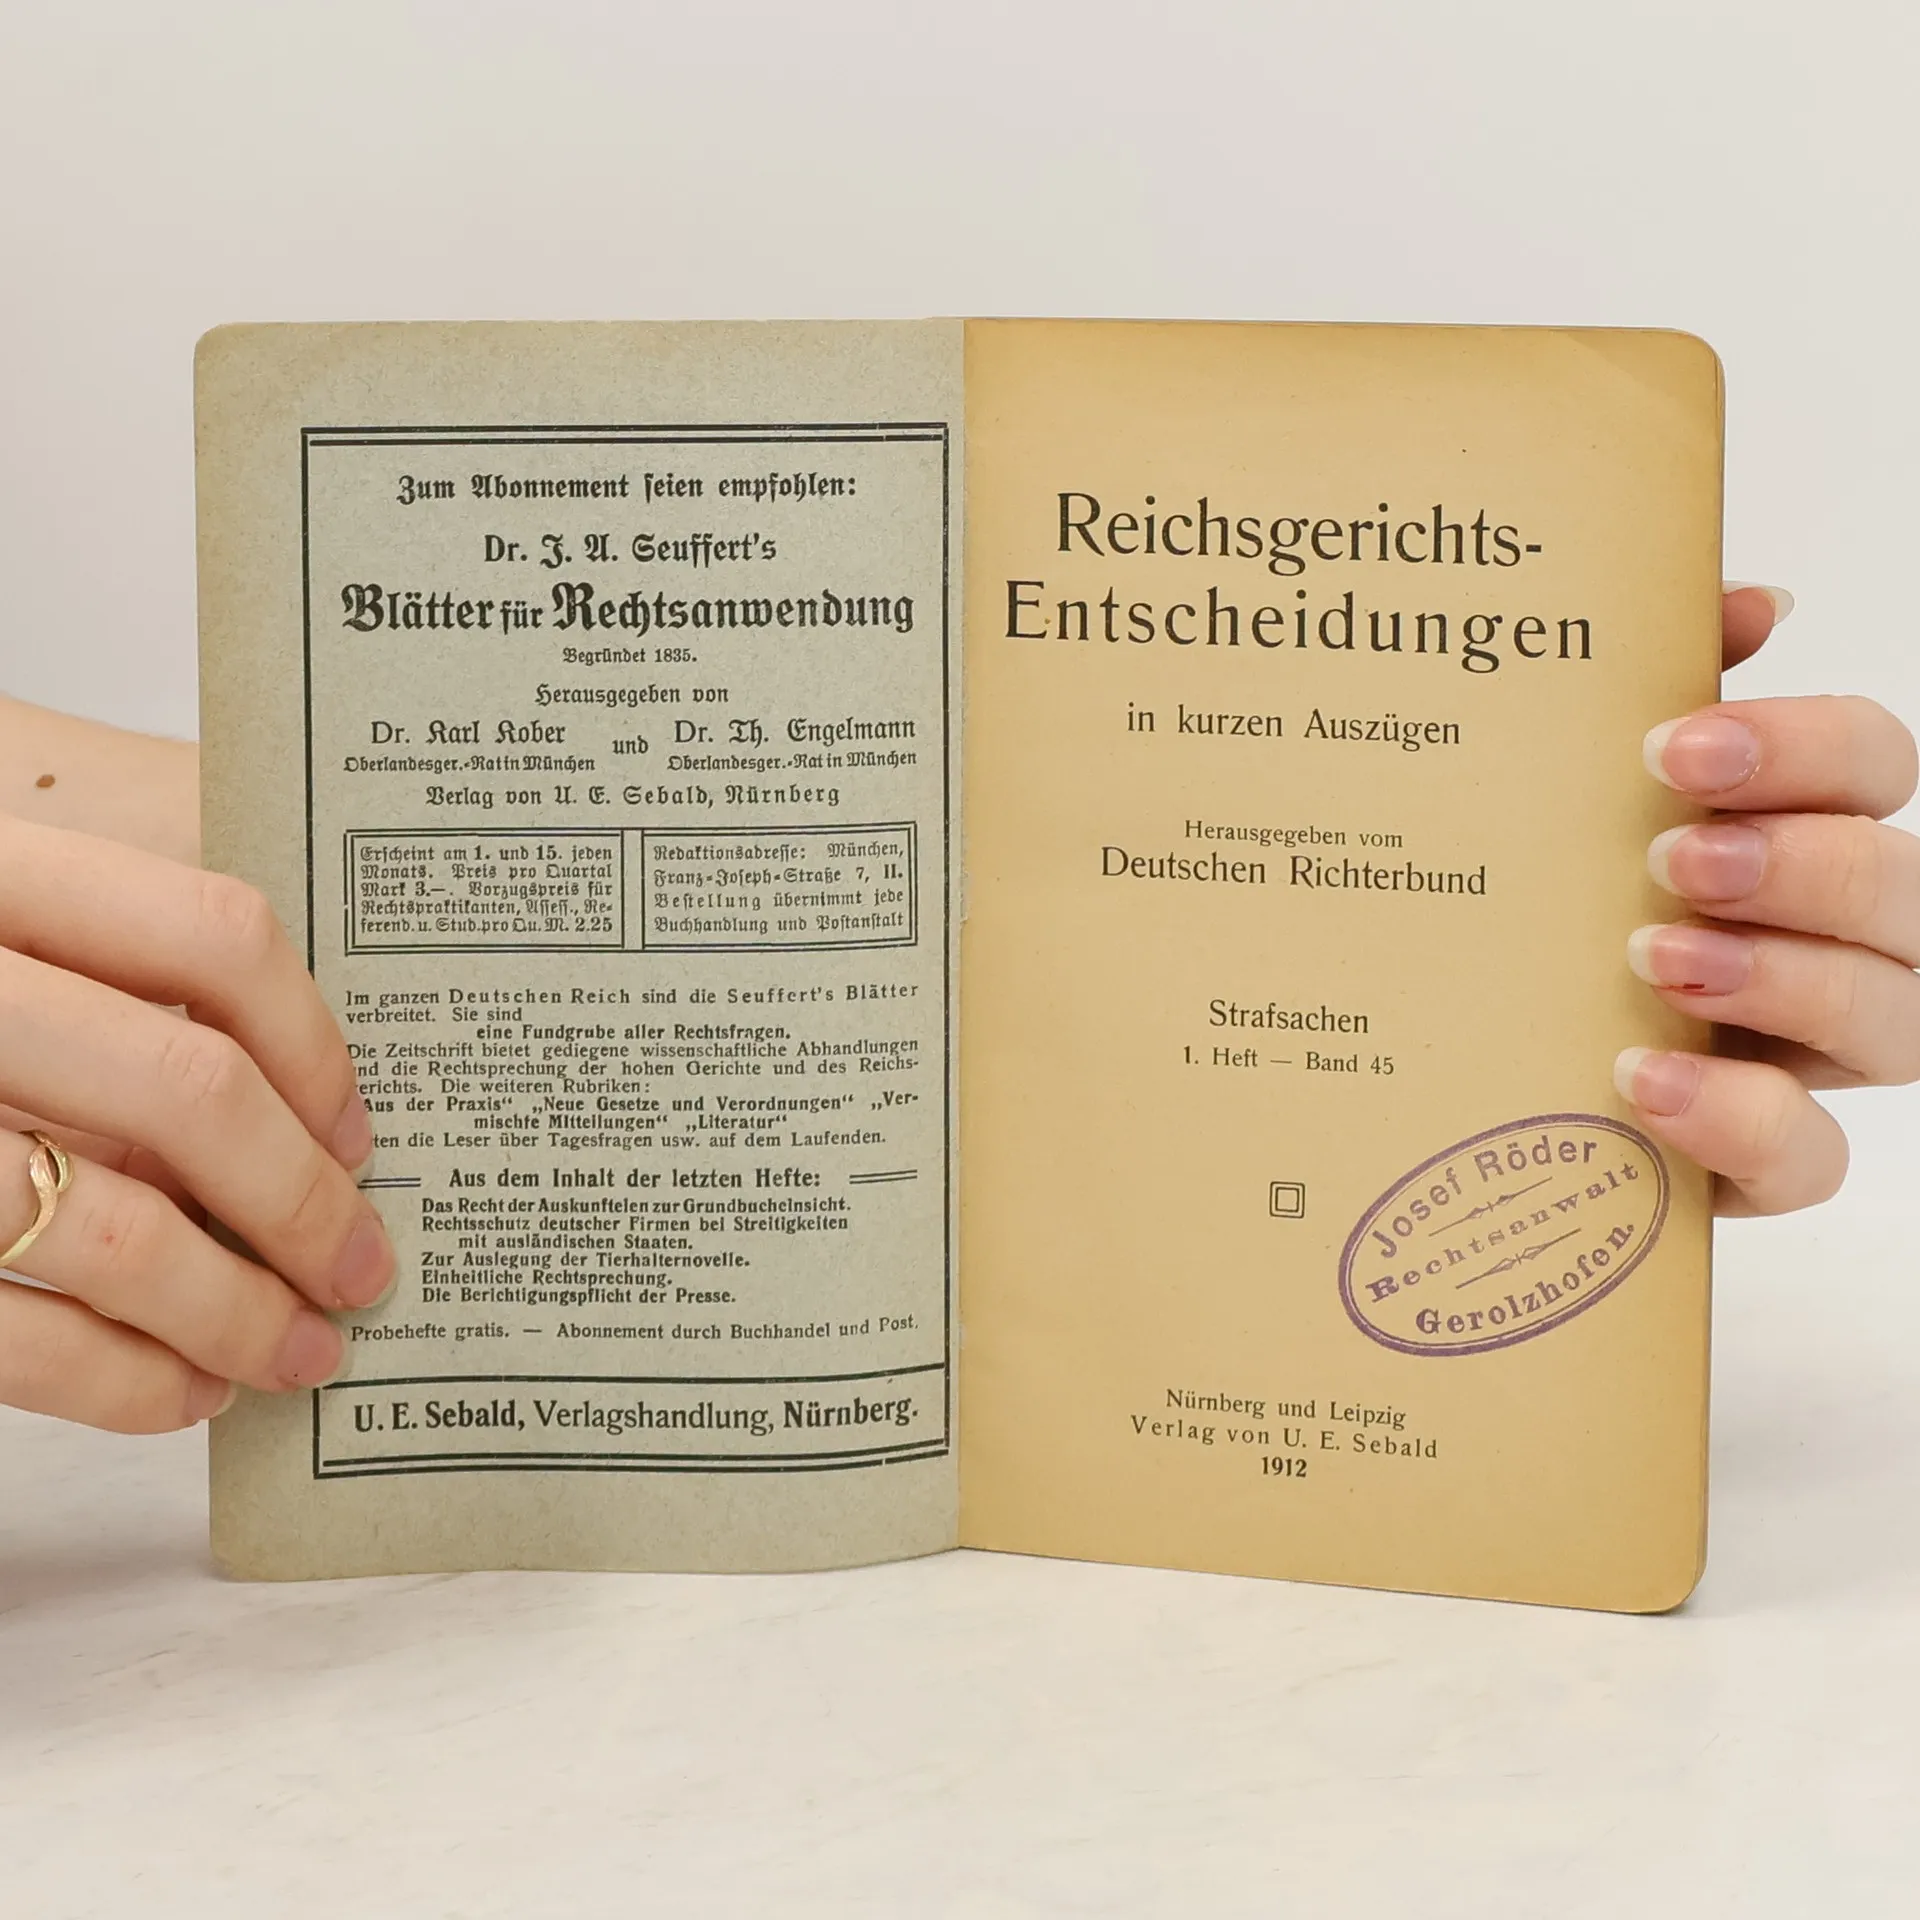 Zum Abonnement seien empfohlen:
Dr. J. A. Seuffert's
Blätter für Rechtsanwendung
Begründet 1835.
Herausgegeben von
Dr. Karl Kober und Dr. Th. Engelmann
Oberlandesger.-Rat in München Oberlandesger.-Rat in München
Verlag von U. E. Sebald, Nürnberg
Erscheint am 1. und 15. jeden
Monats. Preis pro Quartal
Mark 3.—. Vorzugspreis für
Rechtspraktikanten, Assess., Re-
ferend. u. Stud. pro Qu. M. 2.25
Redaktionsadresse: München,
Franz-Joseph-Straße 7, II.
Bestellung übernimmt jede
Buchhandlung und Postanstalt
Im ganzen Deutschen Reich sind die Seuffert's Blätter
verbreitet. Sie sind
eine Fundgrube aller Rechtsfragen.
Die Zeitschrift bietet gediegene wissenschaftliche Abhandlungen
und die Rechtsprechung der hohen Gerichte und des Reichs-
gerichts. Die weiteren Rubriken:
Aus der Praxis“ „Neue Gesetze und Verordnungen“ „Ver-
mischte Mitteilungen“ „Literatur“
die Leser über Tagesfragen usw. auf dem Laufenden.
Aus dem Inhalt der letzten Hefte:
Das Recht der Auskunfteien zur Grundbucheinsicht.
Rechtsschutz deutscher Firmen bei Streitigkeiten
mit ausländischen Staaten.
Zur Auslegung der Tierhalternovelle.
Einheitliche Rechtsprechung.
Die Berichtigungspflicht der Presse.
Probehefte gratis. — Abonnement durch Buchhandel und Post.
U. E. Sebald, Verlagshandlung, Nürnberg.
Reichsgerichts-
Entscheidungen
in kurzen Auszügen
Herausgegeben vom
Deutschen Richterbund
Strafsachen
1. Heft — Band 45
Josef Röder
Rechtsanwalt
Gerolzhofen.
Nürnberg und Leipzig
Verlag von U. E. Sebald
1912